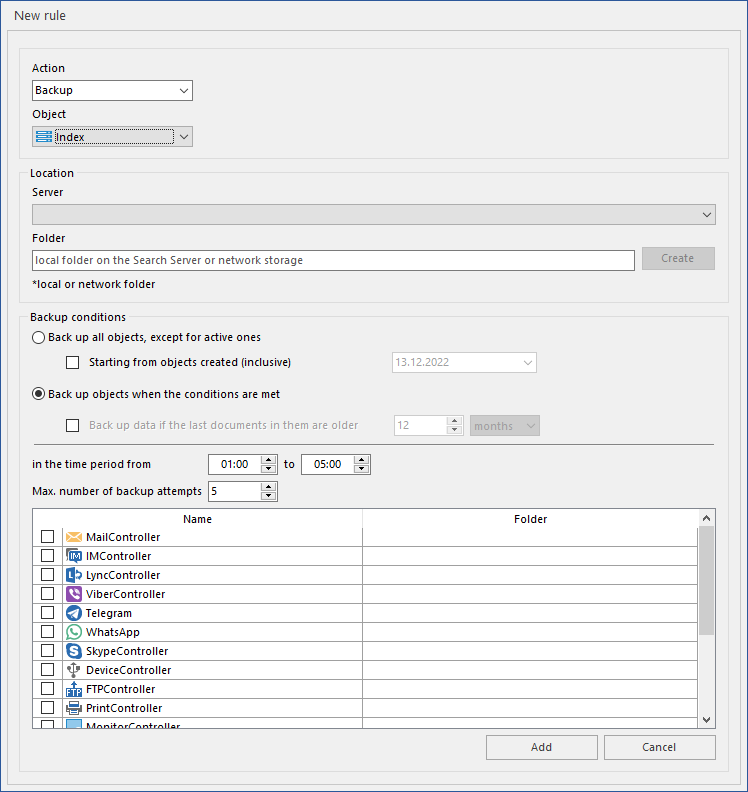 New rule
Action
Backup
Object
Index
Location
Server
Folder
local folder on the Search Server or network storage
Create
*local or network folder
Backup conditions
Back up all objects, except for active ones
Starting from objects created (inclusive) 13.12.2022
Back up objects when the conditions are met
Back up data if the last documents in them are older 12 months
in the time period from 01:00 to 05:00
Max. number of backup attempts 5
Name Folder
MailController
IMController
LyncController
ViberController
Telegram
WhatsApp
SkypeController
DeviceController
FTPController
PrintController
MonitorController
Add Cancel